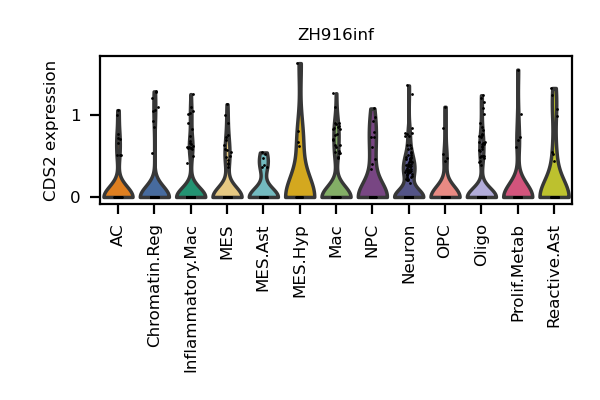 ZH916inf
CDS2 expression
1
0
AC
Chromatin.Reg
Inflammatory.Mac
MES
MES.Ast
MES.Hyp
Mac
NPC
Neuron
OPC
Oligo
Prolif.Metab
Reactive.Ast